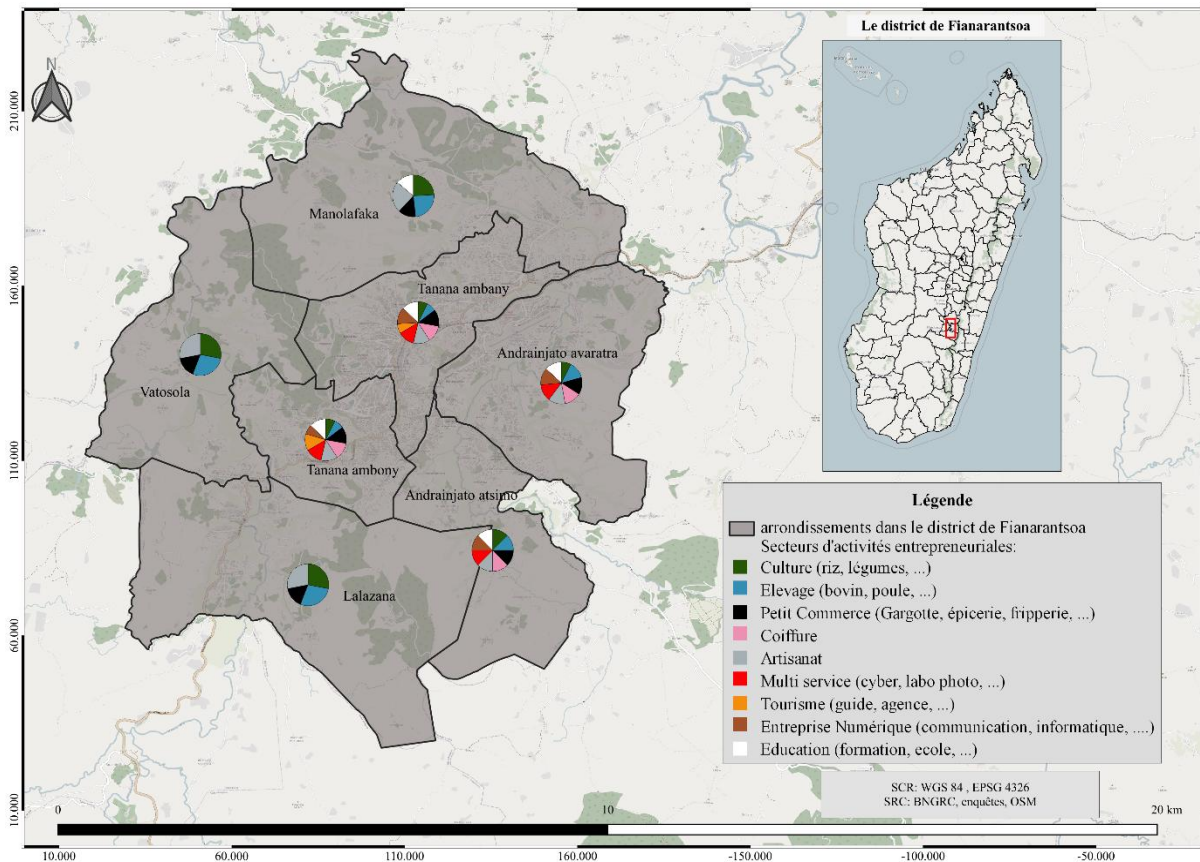 Le district de Fianarantsoa
N
210.000
160.000
110.000
60.000
10.000
Manolafaka
Tanana ambany
Andrainjato avaratra
Vatosola
Tanana ambony
Andrainjato atsimo
Lalazana
Légende
arrondissements dans le district de Fianarantsoa
Secteurs d'activités entrepreneuriales:
Culture (riz, légumes, ...)
Elevage (bovin, poule, ...)
Petit Commerce (Gargotte, épicerie, fripperie, ...)
Coiffure
Artisanat
Multi service (cyber, labo photo, ...)
Tourisme (guide, agence, ...)
Entreprise Numérique (communication, informatique, ....)
Education (formation, ecole, ...)
SCR: WGS 84 , EPSG 4326
SRC: BNGRC, enquêtes, OSM
0 10 20 km
10.000 60.000 110.000 160.000 -150.000 -100.000 -50.000